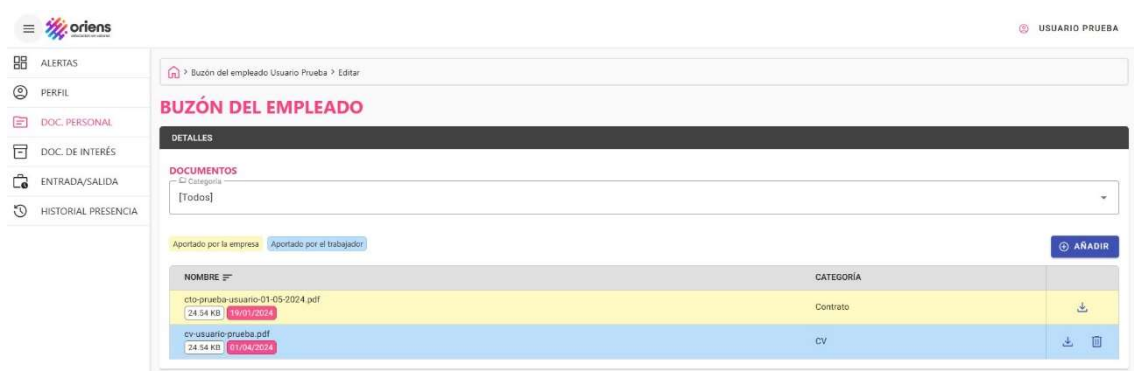 oriens
USUARIO PRUEBA
ALERTAS
PERFIL
DOC. PERSONAL
DOC. DE INTERÉS
ENTRADA/SALIDA
HISTORIAL PRESENCIA
> Buzón del empleado Usuario Prueba > Editar
BUZÓN DEL EMPLEADO
DETALLES
DOCUMENTOS
Categoría
[Todos]
Aportado por la empresa Aportado por el trabajador
AÑADIR
NOMBRE CATEGORÍA
cto-prueba-usuario-01-05-2024.pdf
24.54 KB 19/01/2024
Contrato
cv-usuario-prueba.pdf
24.54 KB 01/04/2024
CV